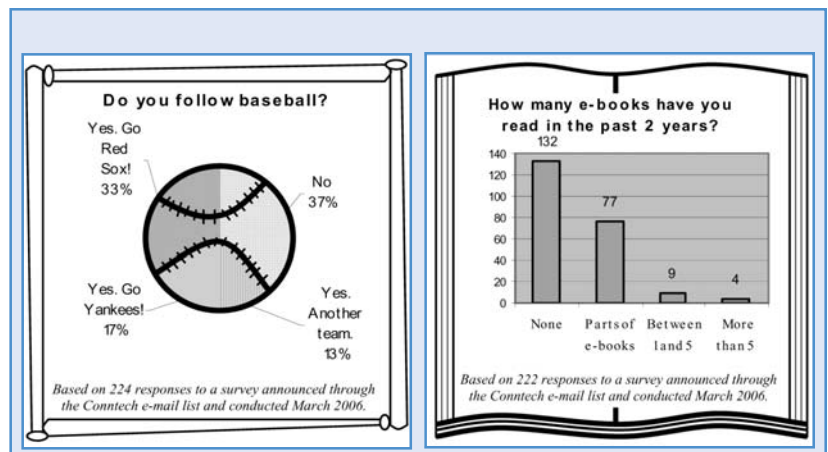 Do you follow baseball?
Yes. Go
Red
Sox!
33%
No
37%
Yes. Go
Yankees!
17%
Yes.
Another
team.
13%
Based on 224 responses to a survey announced through
the Conntech e-mail list and conducted March 2006.
How many e-books have you
read in the past 2 years?
140
120
100
80
60
40
20
0
132
77
9
4
None
Parts of
e-books
Between
1and 5
More
than 5
Based on 222 responses to a survey announced through
the Conntech e-mail list and conducted March 2006.